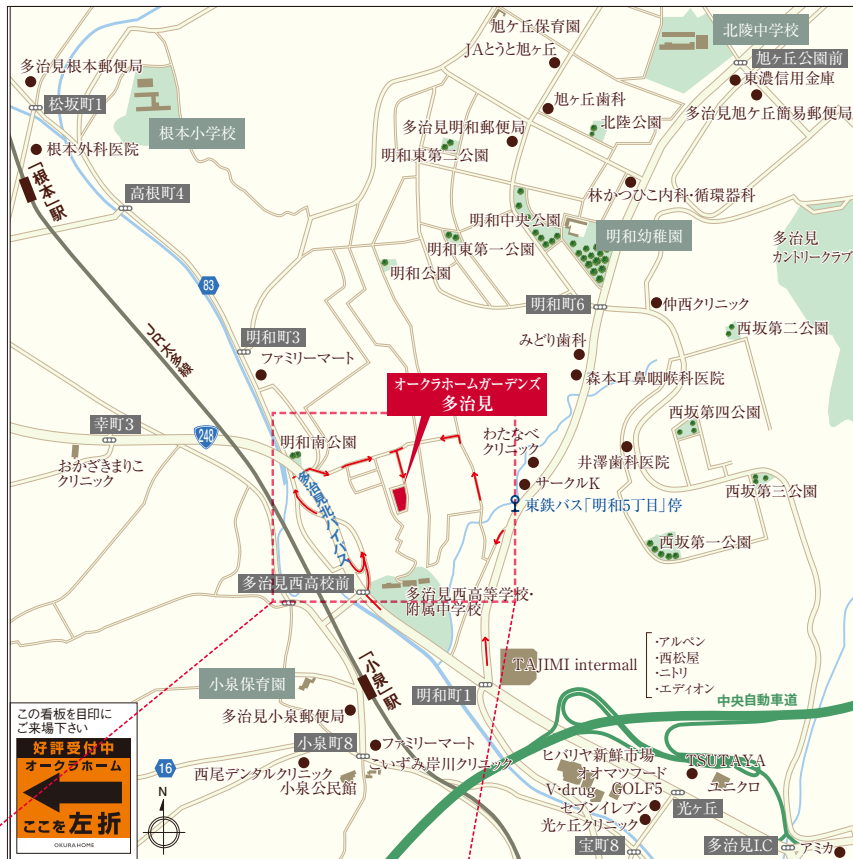 旭ケ丘保育園
JAとうと旭ヶ丘
北陵中学校
旭ヶ丘公園前
東濃信用金庫
多治見旭ケ丘簡易郵便局
多治見根本郵便局
松坂町1
根本小学校
根本外科医院
「根本」駅
高根町4
旭ヶ丘歯科
北陸公園
多治見明和郵便局
明和東第二公園
林かつひこ内科・循環器科
明和中央公園
明和幼稚園
明和東第一公園
明和公園
多治見
カントリークラブ
83
JR太多線
明和町3
ファミリーマート
明和町6
仲西クリニック
西坂第二公園
みどり歯科
森本耳鼻咽喉科医院
オークラホームガーデンズ
多治見
西坂第四公園
幸町3
248
おかざきまりこ
クリニック
明和南公園
多治見北バイパス
わたなべ
クリニック
サークルK
井澤歯科医院
東鉄バス「明和5丁目」停
西坂第三公園
西坂第一公園
多治見西高校前
多治見西高等学校・
附属中学校
TAJIMI intermall
・アルペン
・西松屋
・ニトリ
・エディオン
「小泉」駅
小泉保育園
明和町1
中央自動車道
多治見小泉郵便局
小泉町8
ファミリーマート
こいずみ岸川クリニック
西尾デンタルクリニック
小泉公民館
16
N
ヒバリヤ新鮮市場
オオマツフード
V・drug
GOLF5
セブンイレブン
光ヶ丘クリニック
TSUTAYA
ユニクロ
光ヶ丘
宝町8
多治見I.C
アミカ
この看板を目印に
ご来場下さい
好評受付中
オークラホーム
ここを左折
OKURA HOME